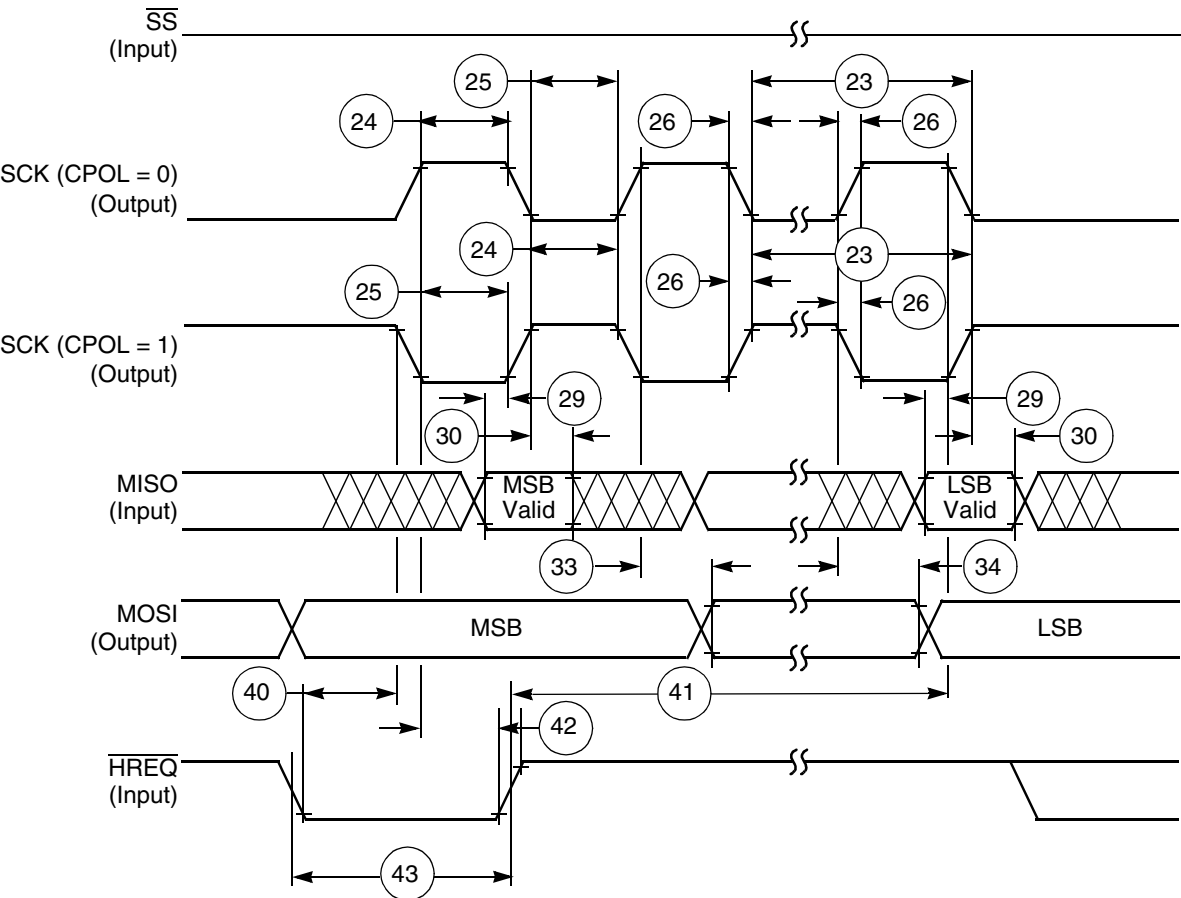 SS
(Input)
25
23
24
26
26
SCK (CPOL = 0)
(Output)
24
23
25
26
26
SCK (CPOL = 1)
(Output)
29
29
30
30
MISO
(Input)
MSB
Valid
LSB
Valid
33
34
MOSI
(Output)
MSB
LSB
40
41
42
HREQ
(Input)
43